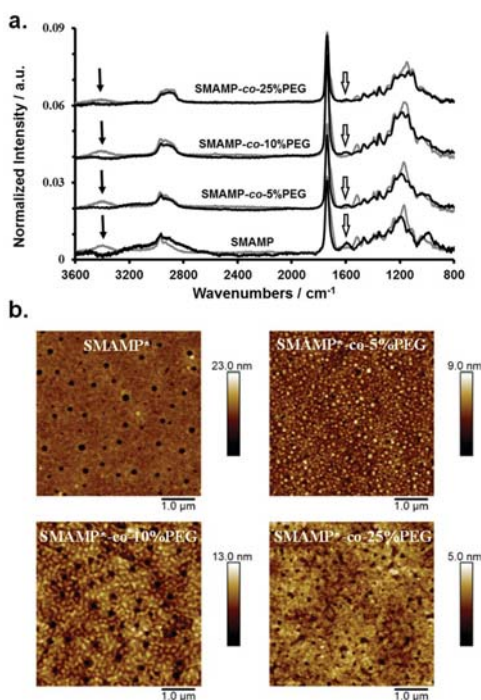 a.
0.09
0.06
0.03
0
Normalized Intensity / a.u.
SMAMP-co-25%PEG
SMAMP-co-10%PEG
SMAMP-co-5%PEG
SMAMP
3600 2800 2000 1600 1200 800
Wavenumbers / cm-1
b.
SMAMP*
23.0 nm
1.0 µm
SMAMP*-co-5%PEG
9.0 nm
1.0 µm
SMAMP*-co-10%PEG
13.0 nm
1.0 µm
SMAMP*-co-25%PEG
5.0 nm
1.0 µm